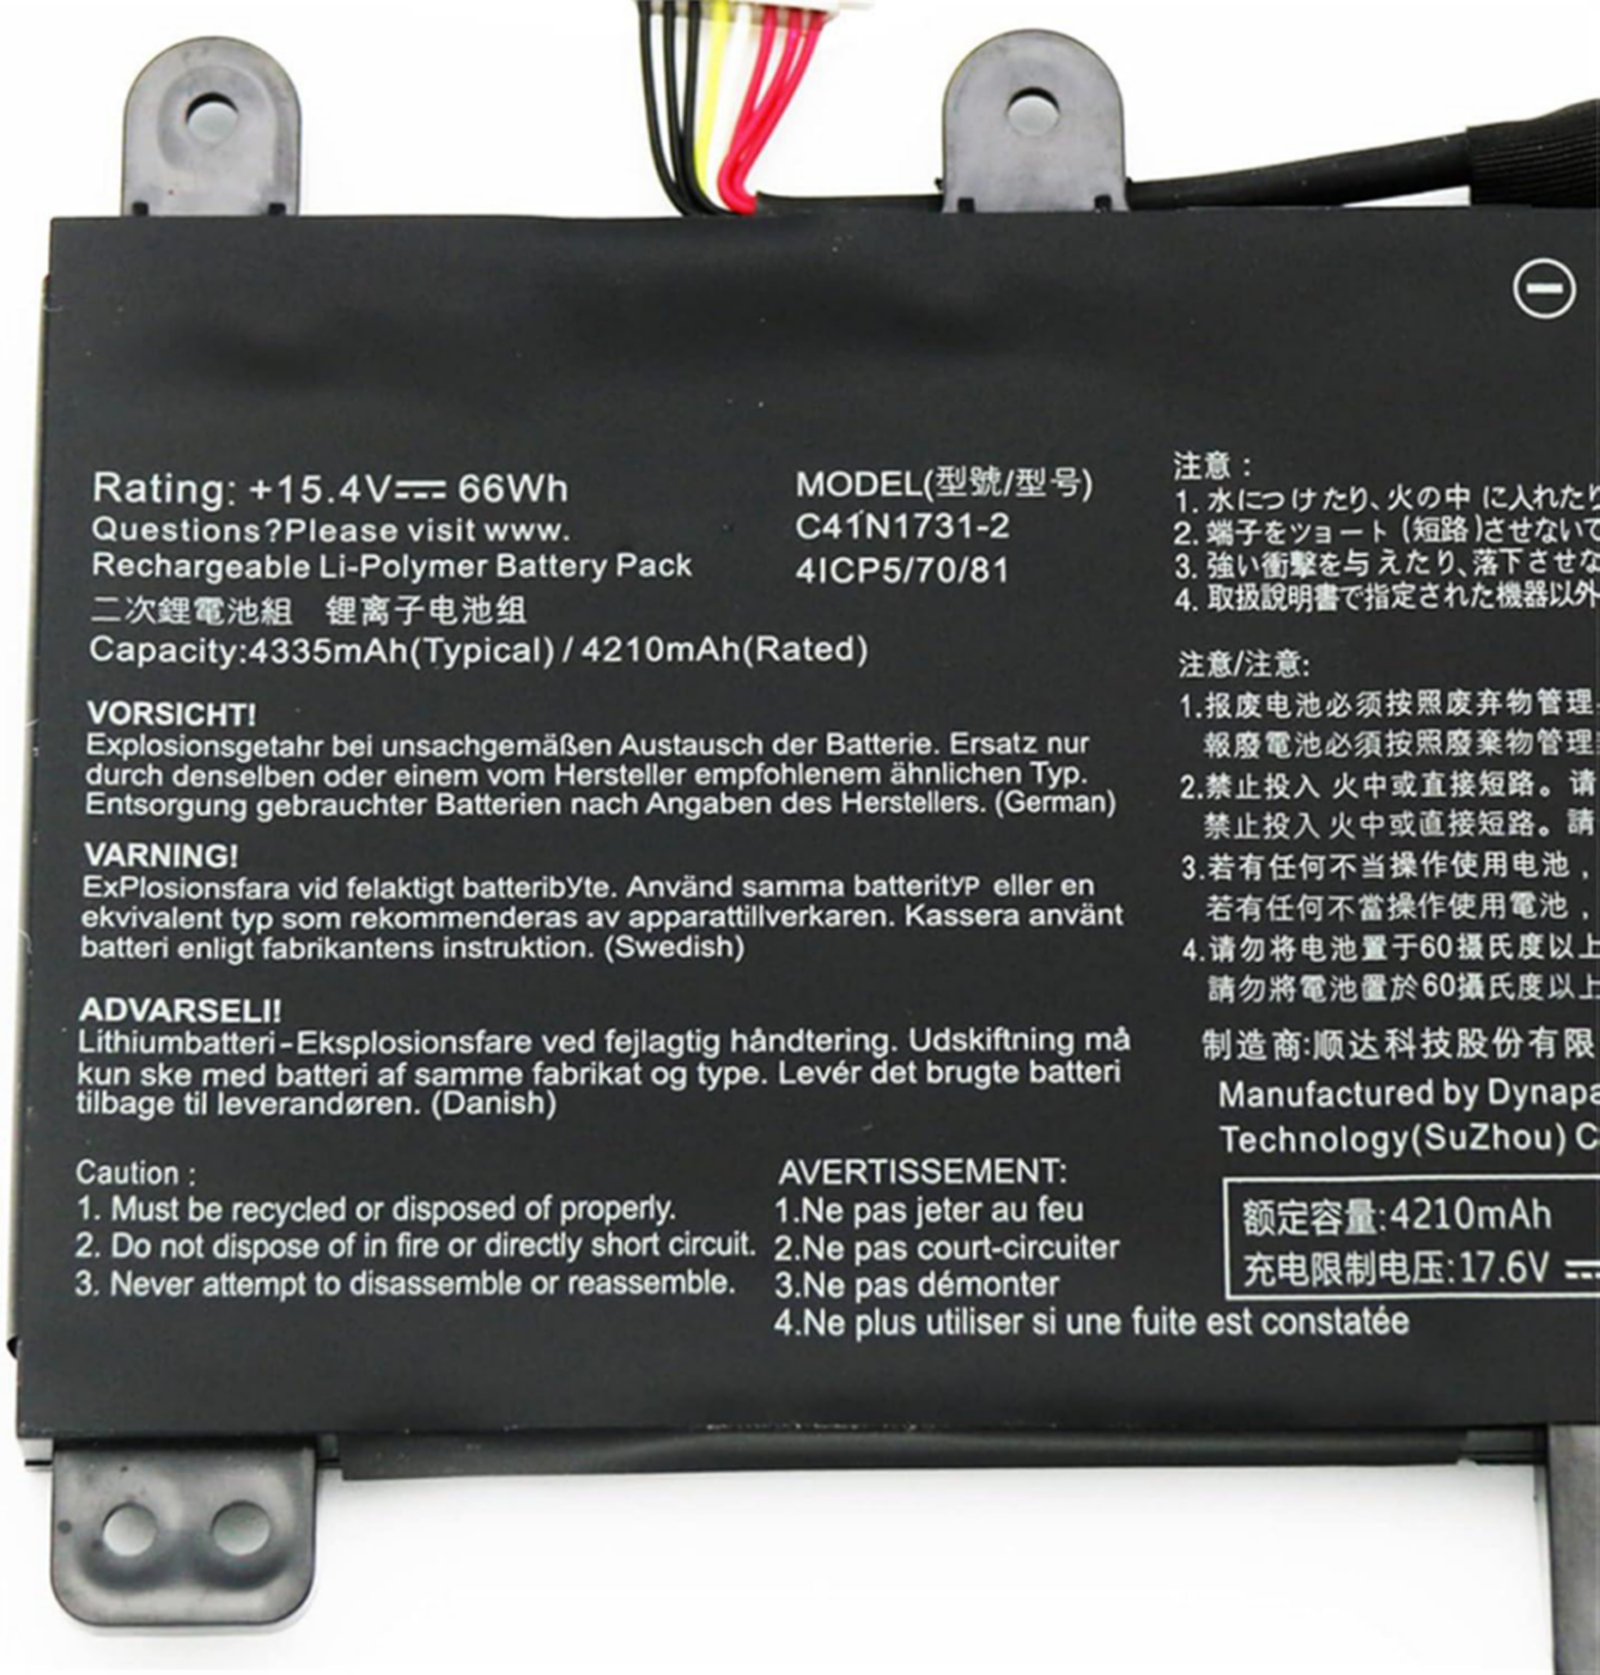 Rating: +15.4V⎓ 66Wh
Questions?Please visit www.
Rechargeable Li-Polymer Battery Pack
二次鋰電池組 锂离子电池组
Capacity:4335mAh(Typical) / 4210mAh(Rated)
MODEL(型號/型号)
C41N1731-2
4ICP5/70/81
VORSICHT!
Explosionsgetahr bei unsachgemäßen Austausch der Batterie. Ersatz nur
durch denselben oder einem vom Hersteller empfohlenem ähnlichen Typ.
Entsorgung gebrauchter Batterien nach Angaben des Herstellers. (German)
VARNING!
ExPlosionsfara vid felaktigt batteribyte. Använd samma batterityP eller en
ekvivalent typ som rekommenderas av apparattillverkaren. Kassera använt
batteri enligt fabrikantens instruktion. (Swedish)
ADVARSELI!
Lithiumbatteri-Eksplosionsfare ved fejlagtig håndtering. Udskiftning må
kun ske med batteri af samme fabrikat og type. Levér det brugte batteri
tilbage til leverandøren. (Danish)
Caution :
1. Must be recycled or disposed of properly.
2. Do not dispose of in fire or directly short circuit.
3. Never attempt to disassemble or reassemble.
AVERTISSEMENT:
1.Ne pas jeter au feu
2.Ne pas court-circuiter
3.Ne pas démonter
4.Ne plus utiliser si une fuite est constatée
注意 :
1. 水につけたり、火の中 に入れたり
2. 端子をツョート (短路)させないで
3. 強い衝撃を与 えたり、落下させな
4. 取扱說明書で指定された機器以外
注意/注意:
1.报废电池必须按照废弃物管理
報廢電池必須按照廢棄物管理
2.禁止投入 火中或直接短路。请
禁止投入 火中或直接短路。請
3.若有任何不当操作使用电池，
若有任何不當操作使用電池，
4.请勿将电池置于60攝氏度以上
請勿將電池置於60攝氏度以上
制造商:顺达科技股份有限
Manufactured by Dynapa
Technology(SuZhou) C
额定容量:4210mAh
充电限制电压:17.6V ⎓